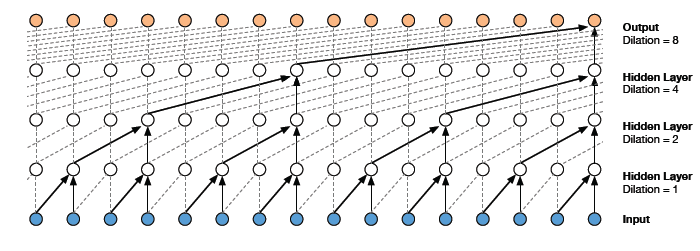 Output
Dilation = 8
Hidden Layer
Dilation = 4
Hidden Layer
Dilation = 2
Hidden Layer
Dilation = 1
Input